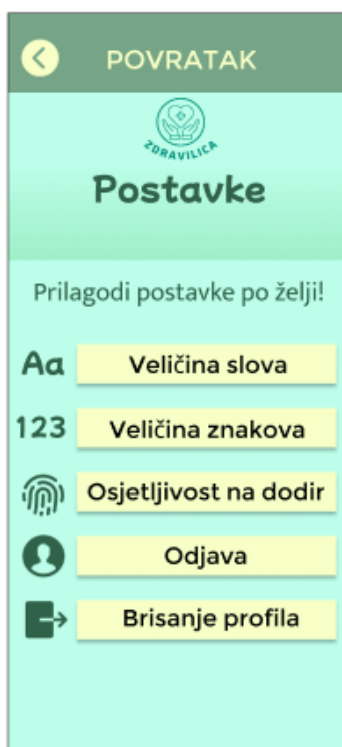 POVRATAK
ZDRAVILICA
Postavke
Prilagodi postavke po želji!
Aa Veličina slova
123 Veličina znakova
Osjetljivost na dodir
Odjava
Brisanje profila